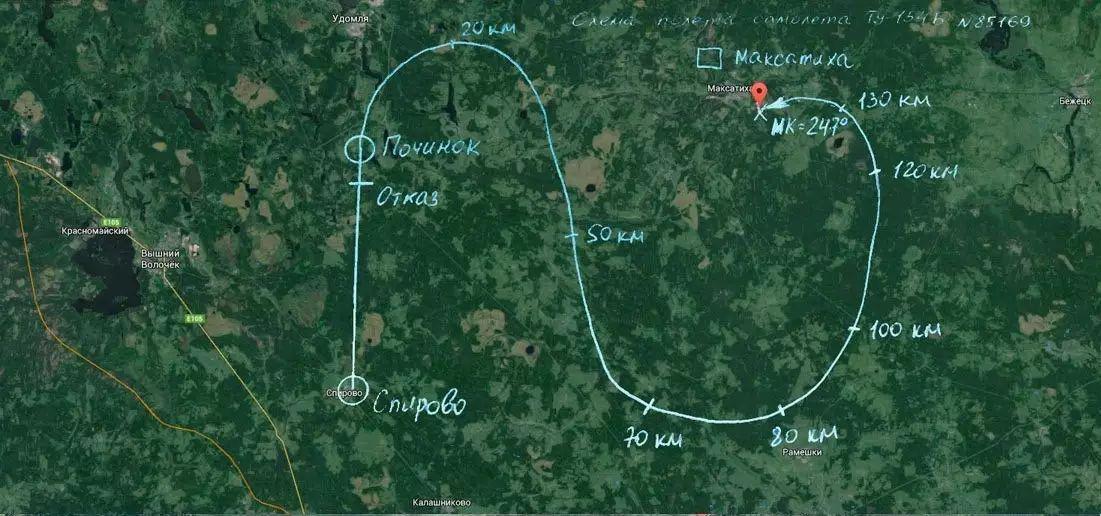 Удомля
20 км
Схема полета самолета Ту-154Б №85169
Максатиха
Максатиха
130 км
Бежецк
МК=247°
Починок
120 км
Отказ
E105
Красномайский
50 км
Вышний
Волочек
E105
100 км
Спирово
Спирово
70 км
80 км
Рамешки
Калашниково